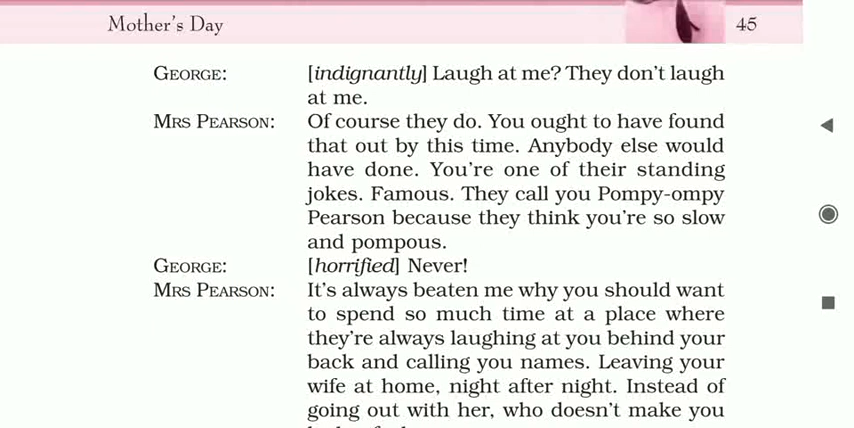 Mother's Day 45
GEORGE: [indignantly] Laugh at me? They don't laugh
at me.
MRS PEARSON: Of course they do. You ought to have found
that out by this time. Anybody else would
have done. You're one of their standing
jokes. Famous. They call you Pompy-ompy
Pearson because they think you're so slow
and pompous.
GEORGE: [horrified] Never!
MRS PEARSON: It's always beaten me why you should want
to spend so much time at a place where
they're always laughing at you behind your
back and calling you names. Leaving your
wife at home, night after night. Instead of
going out with her, who doesn't make you